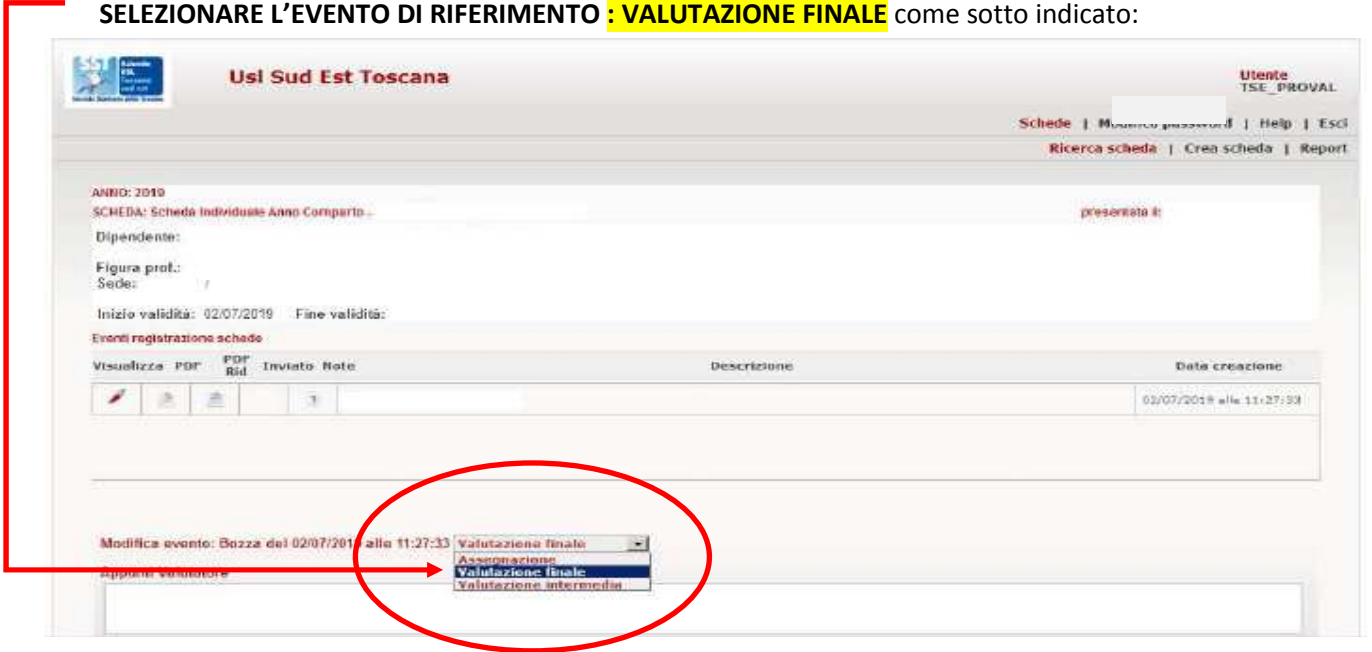 SELEZIONARE L’EVENTO DI RIFERIMENTO : VALUTAZIONE FINALE come sotto indicato:
Usl Sud Est Toscana
Utente
TSE_PROVAL
Schede | Modifica password | Help | Esci
Ricerca scheda | Crea scheda | Report
ANNO: 2019
SCHEDA: Scheda Individuale Anno Comparto -
presentata il:
Dipendente:
Figura prof.:
Sede: /
Inizio validità: 02/07/2019 Fine validità:
Eventi registrazione schede
Visualizza PDF PDF Rid Inviato Note Descrizione Data creazione
02/07/2019 alle 11:27:33
Modifica evento: Bozza del 02/07/2019 alle 11:27:33 Valutazione finale
Assegnazione
Valutazione finale
Valutazione intermedia
Appunti Valutatore